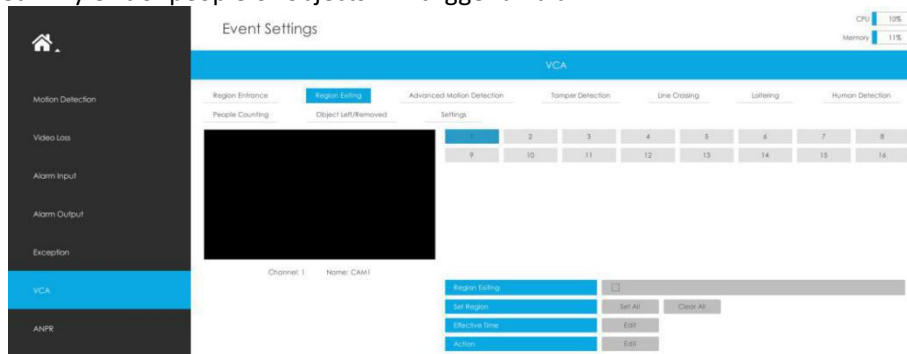 Event Settings
CPU 10%
Memory 11%
VCA
Motion Detection
Video Loss
Alarm Input
Alarm Output
Exception
VCA
ANPR
Region Entrance Region Exiting Advanced Motion Detection Tamper Detection Line Crossing Loitering Human Detection
People Counting Object Left/Removed Settings
1 2 3 4 5 6 7 8
9 10 11 12 13 14 15 16
Channel: 1 Name: CAM1
Region Exiting
Set Region Set All Clear All
Effective Time Edit
Action Edit